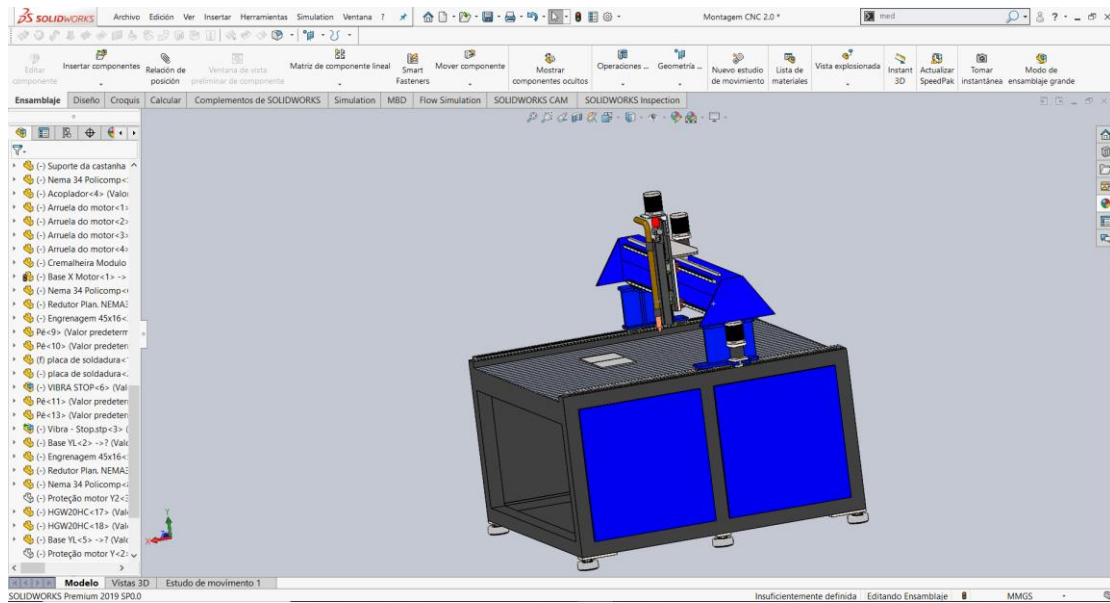 SOLIDWORKS Archivo Edición Ver Insertar Herramientas Simulation Ventana ? Montagem CNC 2.0 * med
Editar componente
Insertar componentes
Relación de posición
Ventana de vista preliminar de componente
Matriz de componente lineal
Smart Fasteners
Mover componente
Mostrar componentes ocultos
Operaciones ...
Geometría ...
Nuevo estudio de movimiento
Lista de materiales
Vista explosionada
Instant 3D
Actualizar SpeedPak
Tomar instantánea
Modo de ensamblaje grande
Ensamblaje Diseño Croquis Calcular Complementos de SOLIDWORKS Simulation MBD Flow Simulation SOLIDWORKS CAM SOLIDWORKS Inspection
(-) Suporte da castanha
(-) Nema 34 Policomp<
(-) Acoplador<4> (Valo
(-) Arruela do motor<1>
(-) Arruela do motor<2>
(-) Arruela do motor<3>
(-) Arruela do motor<4>
(-) Cremalheira Modulo
(-) Base X Motor<1> ->
(-) Nema 34 Policomp<
(-) Redutor Plan. NEMA3
(-) Engrenagem 45x16<
Pé<9> (Valor predeterm
Pé<10> (Valor predeter
(f) placa de soldadura<
(-) placa de soldadura<
(-) VIBRA STOP<6> (Val
Pé<11> (Valor predeter
Pé<13> (Valor predeter
(-) Vibra - Stop.stp<3> (
(-) Base YL<2> ->? (Valo
(-) Engrenagem 45x16<
(-) Redutor Plan. NEMA3
(-) Nema 34 Policomp<
(-) Proteção motor Y2<
(-) HGW20HC<17> (Val
(-) HGW20HC<18> (Val
(-) Base YL<5> ->? (Valo
(-) Proteção motor Y<2>
Y
X
Modelo Vistas 3D Estudo de movimento 1
SOLIDWORKS Premium 2019 SP0.0 Insuficientemente definida Editando Ensamblaje MMGS